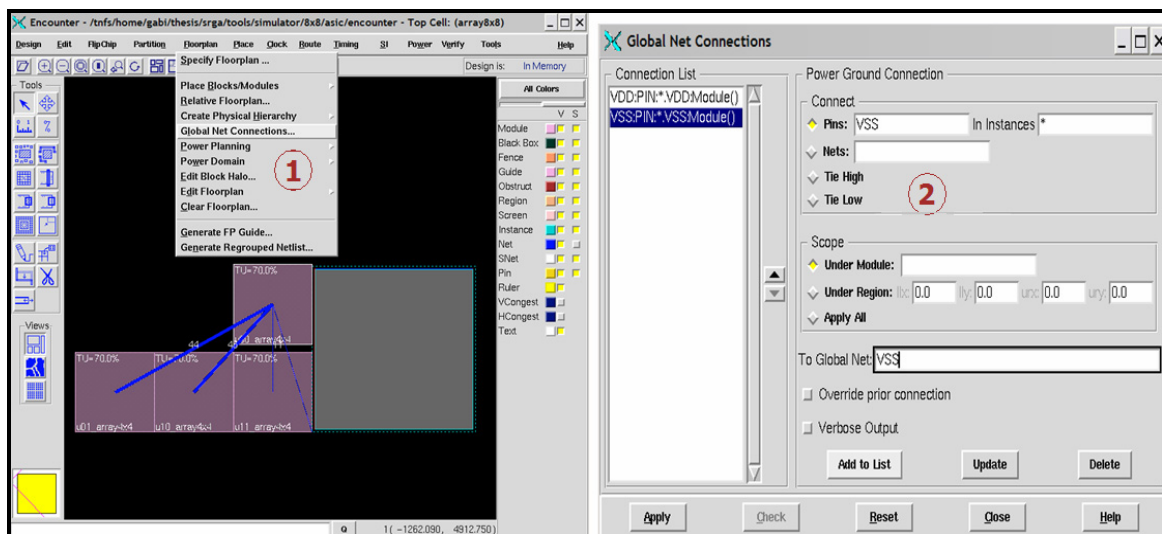 Encounter - /tnfs/home/gabi/thesis/srga/tools/simulator/8x8/asic/encounter - Top Cell: (array8x8)
Design Edit FlipChip Partition Floorplan Place Clock Route Timing SI Power Verify Tools Help
Design is: In Memory
Specify Floorplan ...
Place Blocks/Modules
Relative Floorplan...
Create Physical Hierarchy
Global Net Connections...
Power Planning
Power Domain
Edit Block Halo...
Edit Floorplan
Clear Floorplan...
Generate FP Guide...
Generate Regrouped Netlist...
1
Tools
Views
All Colors
V S
Module
Black Box
Fence
Guide
Obstruct
Region
Screen
Instance
Net
SNet
Pin
Ruler
VCongest
HCongest
Text
TU=70.0%
44
TU=70.0% TU=70.0% TU=70.0%
u01_array4x4 u10_array4x4 u11_array4x4
Q 1( -1262.090, 4912.750)
Global Net Connections
Connection List
VDD:PIN:*.VDD:Module()
VSS:PIN:*.VSS:Module()
Power Ground Connection
Connect
Pins: VSS In Instances *
Nets:
Tie High
Tie Low
2
Scope
Under Module:
Under Region: llx: 0.0 lly: 0.0 urx: 0.0 ury: 0.0
Apply All
To Global Net: VSS
Override prior connection
Verbose Output
Add to List Update Delete
Apply Check Reset Close Help